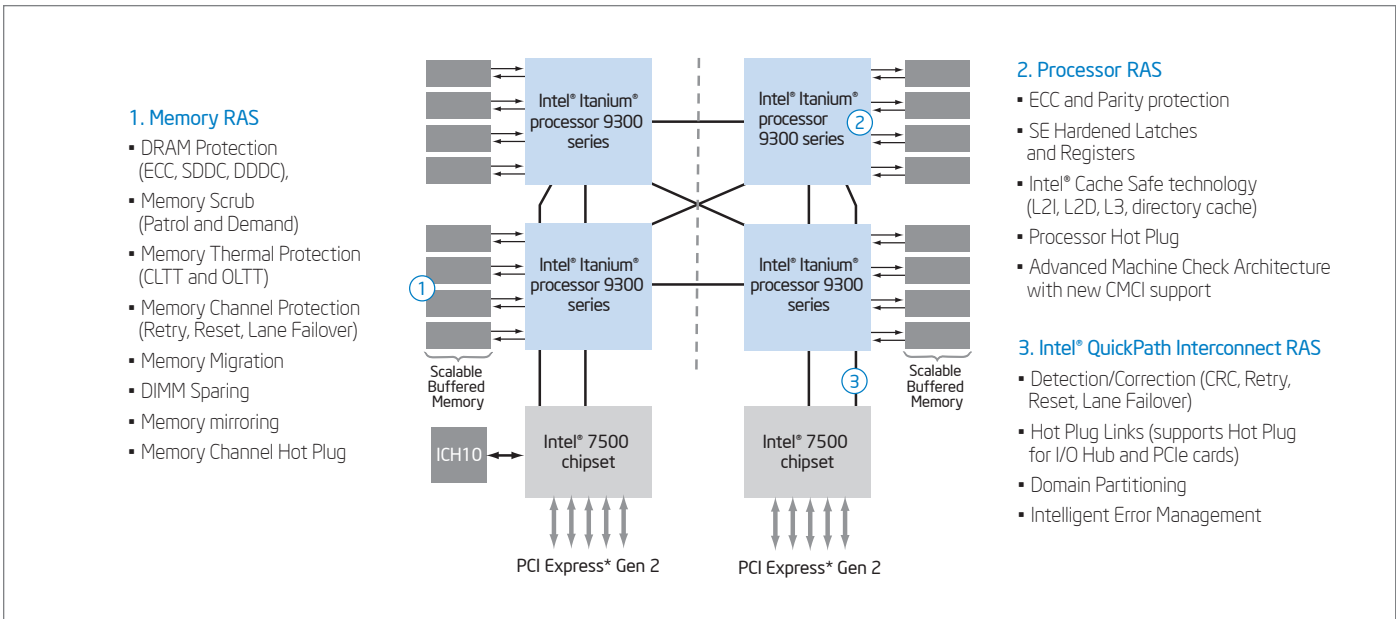 1. Memory RAS
▪ DRAM Protection
(ECC, SDDC, DDDC),
▪ Memory Scrub
(Patrol and Demand)
▪ Memory Thermal Protection
(CLTT and OLTT)
▪ Memory Channel Protection
(Retry, Reset, Lane Failover)
▪ Memory Migration
▪ DIMM Sparing
▪ Memory mirroring
▪ Memory Channel Hot Plug
Intel® Itanium®
processor 9300
series
Intel® Itanium®
processor
9300 series
2
Intel® Itanium®
processor 9300
series
Intel® Itanium®
processor 9300
series
1
3
Scalable
Buffered
Memory
Scalable
Buffered
Memory
ICH10
Intel® 7500
chipset
Intel® 7500
chipset
PCI Express* Gen 2
PCI Express* Gen 2
2. Processor RAS
▪ ECC and Parity protection
▪ SE Hardened Latches
and Registers
▪ Intel® Cache Safe technology
(L2I, L2D, L3, directory cache)
▪ Processor Hot Plug
▪ Advanced Machine Check Architecture
with new CMCI support
3. Intel® QuickPath Interconnect RAS
▪ Detection/Correction (CRC, Retry,
Reset, Lane Failover)
▪ Hot Plug Links (supports Hot Plug
for I/O Hub and PCIe cards)
▪ Domain Partitioning
▪ Intelligent Error Management